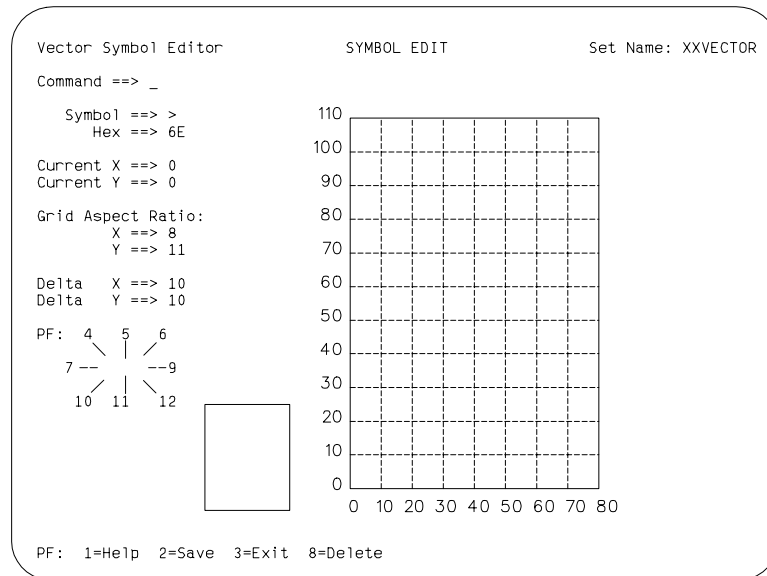 Vector Symbol Editor SYMBOL EDIT Set Name: XXVECTOR
Command ==> _
Symbol ==> >
Hex ==> 6E
Current X ==> 0
Current Y ==> 0
Grid Aspect Ratio:
X ==> 8
Y ==> 11
Delta X ==> 10
Delta Y ==> 10
PF: 4 5 6
7 -- --9
10 11 12
110
100
90
80
70
60
50
40
30
20
10
0
0 10 20 30 40 50 60 70 80
PF: 1=Help 2=Save 3=Exit 8=Delete